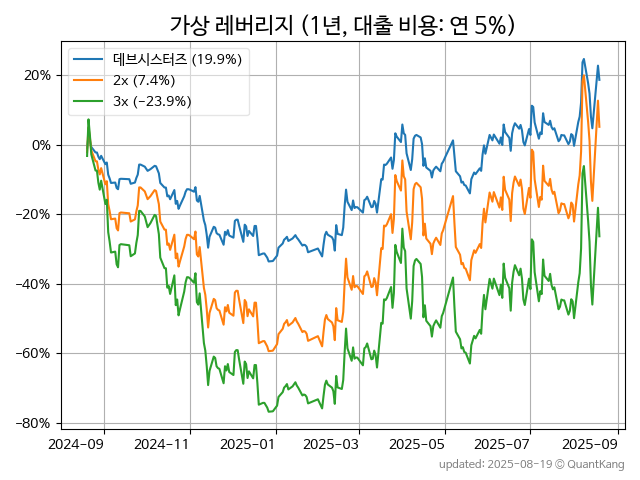 가상 레버리지 (1년, 대출 비용: 연 5%)
데브시스터즈 (19.9%)
2x (7.4%)
3x (−23.9%)
20%
0%
−20%
−40%
−60%
−80%
2024-09 2024-11 2025-01 2025-03 2025-05 2025-07 2025-09
updated: 2025-08-19 © QuantKang